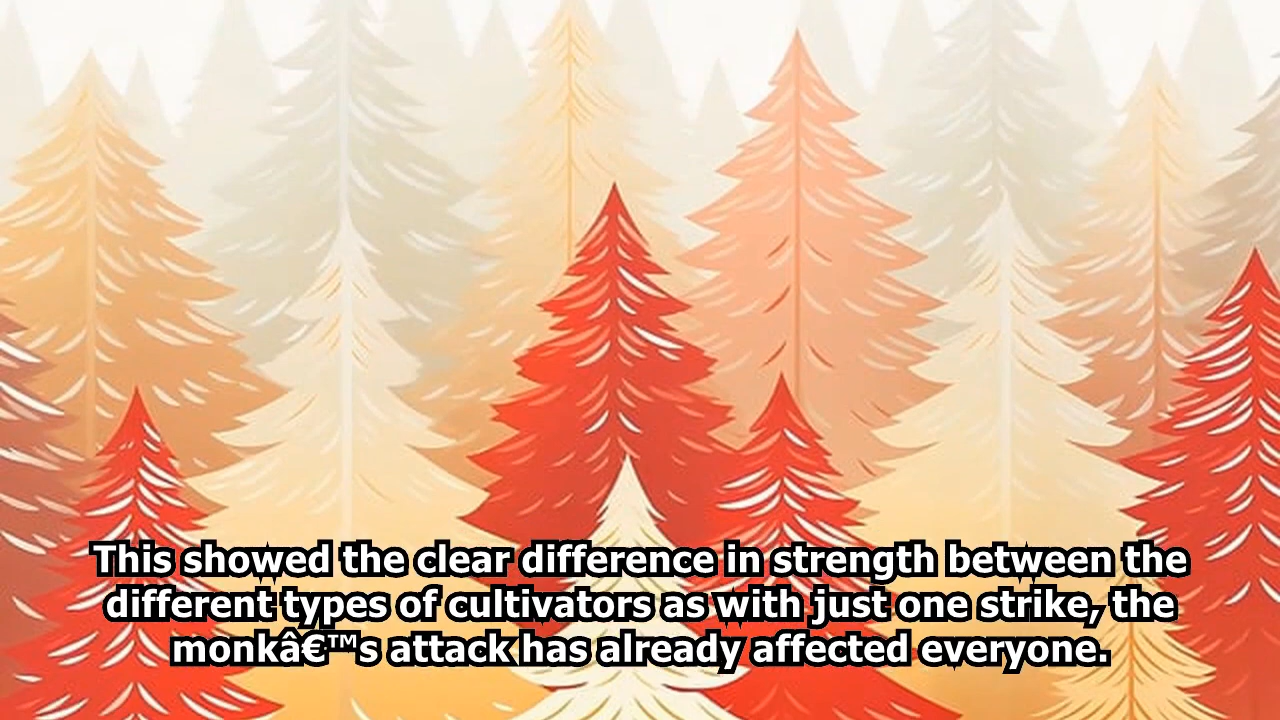 This showed the clear difference in strength between the
different types of cultivators as with just one strike, the
monkâ€™s attack has already affected everyone.